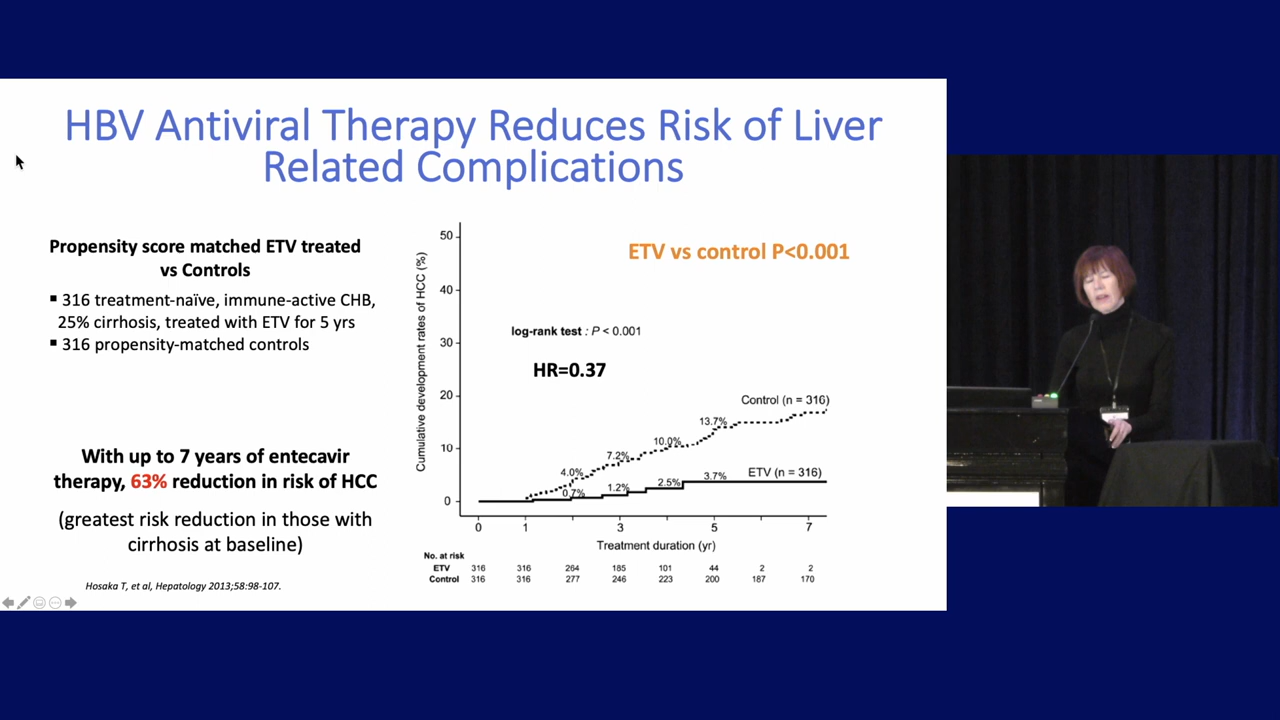 HBV Antiviral Therapy Reduces Risk of Liver
Related Complications
Propensity score matched ETV treated
vs Controls
▪ 316 treatment-naïve, immune-active CHB,
25% cirrhosis, treated with ETV for 5 yrs
▪ 316 propensity-matched controls
With up to 7 years of entecavir
therapy, 63% reduction in risk of HCC
(greatest risk reduction in those with
cirrhosis at baseline)
Hosaka T, et al, Hepatology 2013;58:98-107.
ETV vs control P<0.001
log-rank test : P < 0.001
HR=0.37
Cumulative development rates of HCC (%)
50
40
30
20
10
0
Control (n = 316)
4.0% 7.2% 10.0% 13.7%
ETV (n = 316)
0.7% 1.2% 2.5% 3.7%
0 1 3 5 7
Treatment duration (yr)
No. at risk
ETV 316 316 264 185 101 44 2 2
Control 316 316 277 246 223 200 187 170